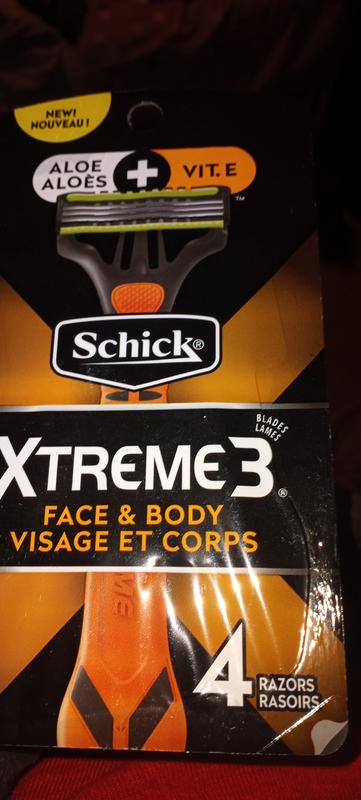 NEW!
NOUVEAU!
ALOE
ALOÈS
+
VIT. E
™
Schick®
BLADES
LAMES
XTREME3®
FACE & BODY
VISAGE ET CORPS
4 RAZORS
RASOIRS